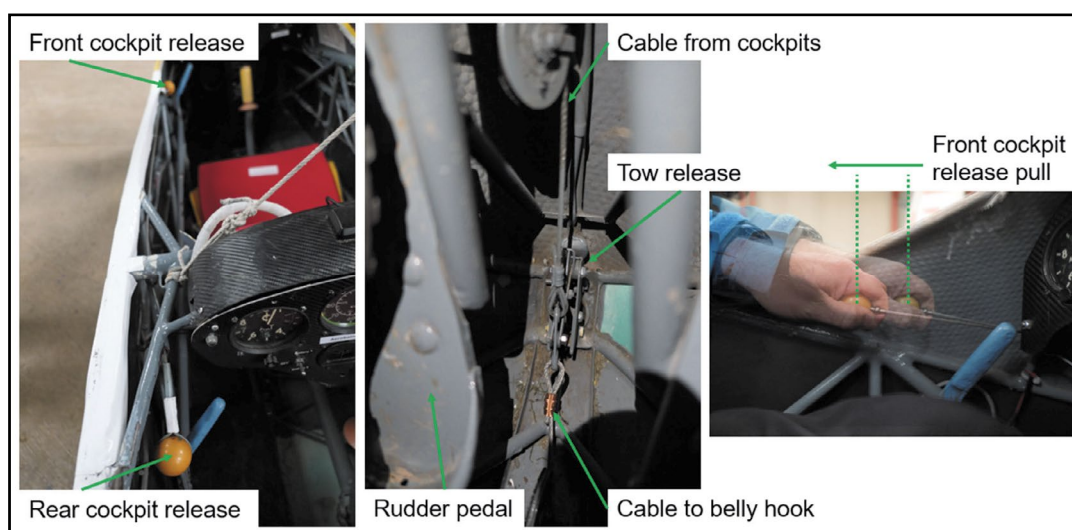 Front cockpit release
Cable from cockpits
Front cockpit
release pull
Tow release
Rear cockpit release
Rudder pedal
Cable to belly hook